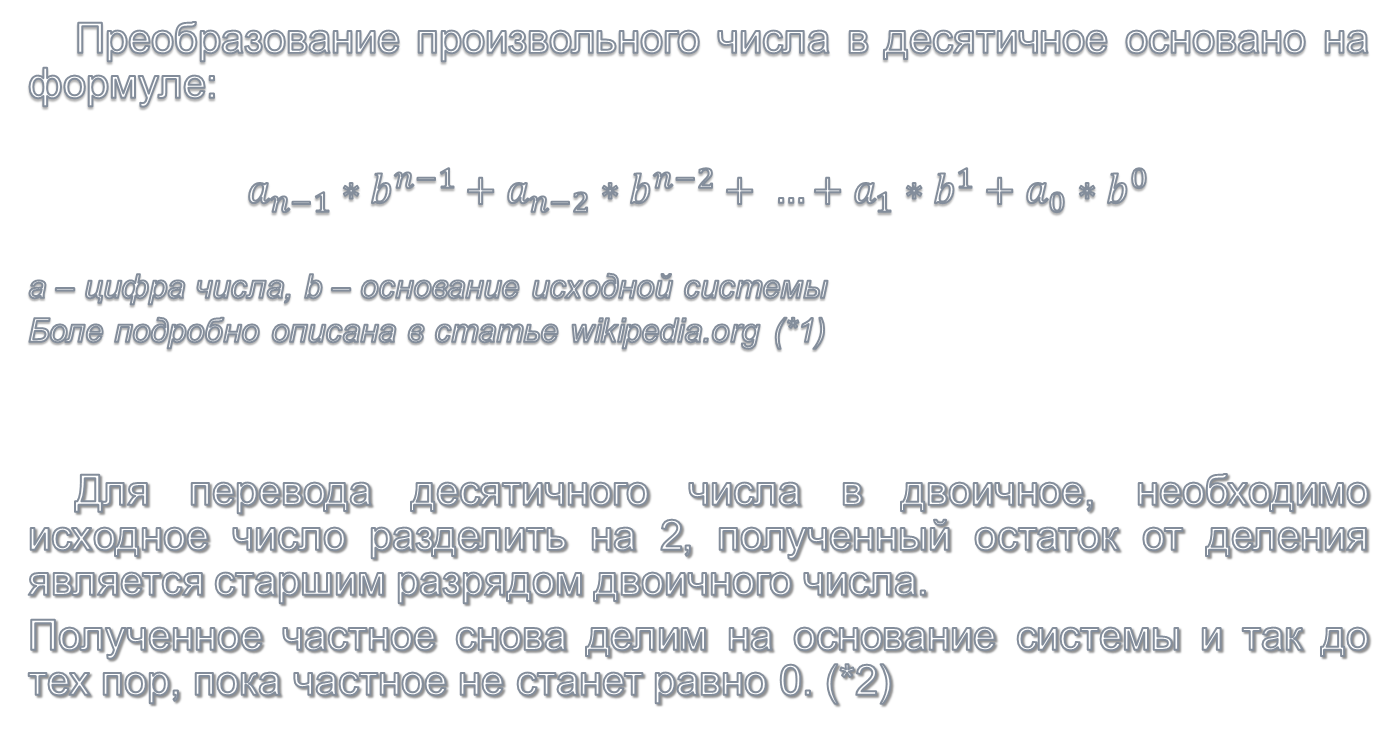 Преобразование произвольного числа в десятичное основано на
формуле:
aₙ₋₁ * bⁿ⁻¹ + aₙ₋₂ * bⁿ⁻² + ... + a₁ * b¹ + a₀ * b⁰
a – цифра числа, b – основание исходной системы
Боле подробно описана в статье wikipedia.org (*1)
Для перевода десятичного числа в двоичное, необходимо
исходное число разделить на 2, полученный остаток от деления
является старшим разрядом двоичного числа.
Полученное частное снова делим на основание системы и так до
тех пор, пока частное не станет равно 0. (*2)